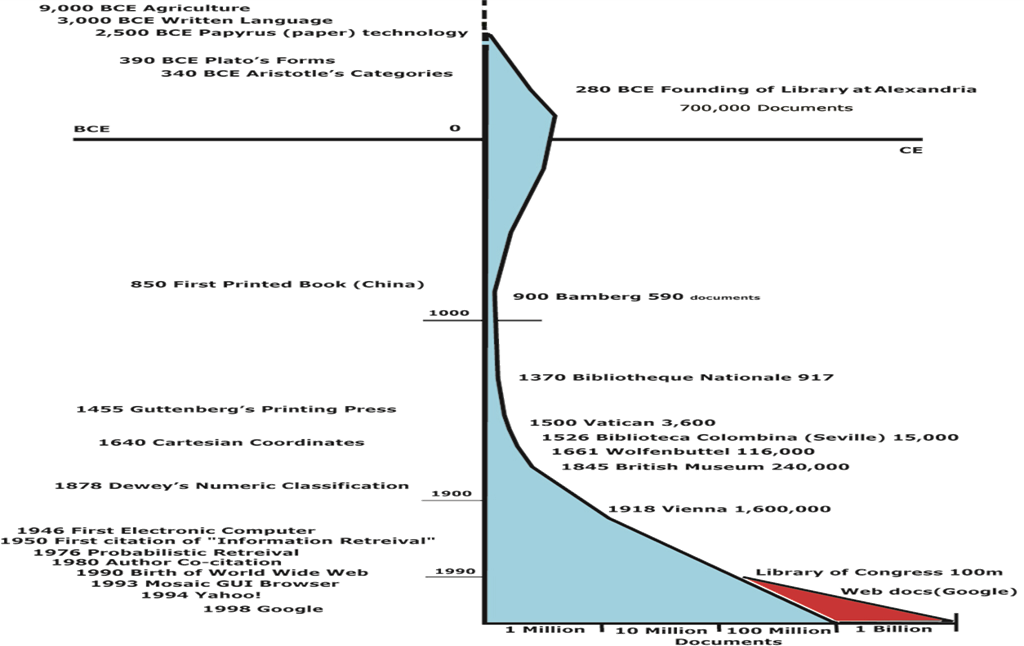 9,000 BCE Agriculture
3,000 BCE Written Language
2,500 BCE Papyrus (paper) technology
390 BCE Plato's Forms
340 BCE Aristotle's Categories
280 BCE Founding of Library at Alexandria
700,000 Documents
BCE
0
CE
850 First Printed Book (China)
900 Bamberg 590 documents
1000
1370 Bibliotheque Nationale 917
1455 Guttenberg's Printing Press
1500 Vatican 3,600
1526 Biblioteca Colombina (Seville) 15,000
1640 Cartesian Coordinates
1661 Wolfenbuttel 116,000
1845 British Museum 240,000
1878 Dewey's Numeric Classification
1900
1918 Vienna 1,600,000
1946 First Electronic Computer
1950 First citation of "Information Retreival"
1976 Probabilistic Retreival
1980 Author Co-citation
1990 Birth of World Wide Web
1990
Library of Congress 100m
1993 Mosaic GUI Browser
Web docs(Google)
1994 Yahoo!
1998 Google
1 Million
10 Million
100 Million
1 Billion
Documents